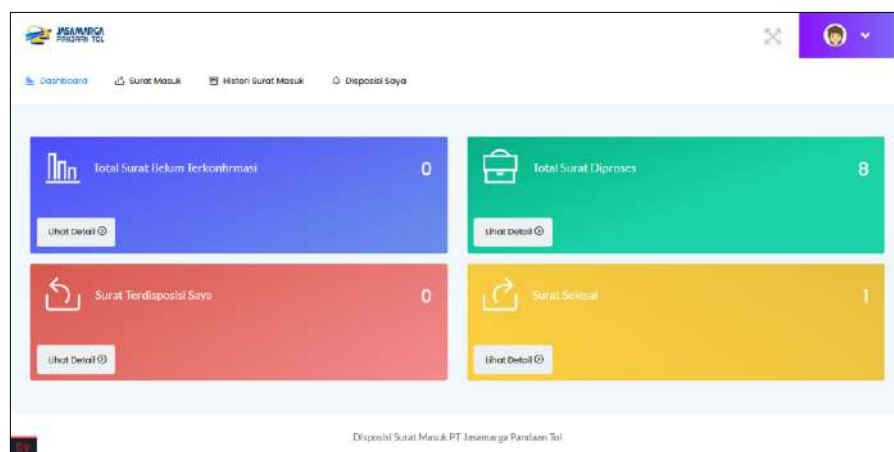 JASAMARGA
PANDAAN TOL
Dashboard
Surat Masuk
Histori Surat Masuk
Disposisi Saya
Total Surat Belum Terkonfirmasi
0
Lihat Detail
Total Surat Diproses
8
Lihat Detail
Surat Terdisposisi Saya
0
Lihat Detail
Surat Selesai
1
Lihat Detail
Disposisi Surat Masuk PT Jasamarga Pandaan Tol